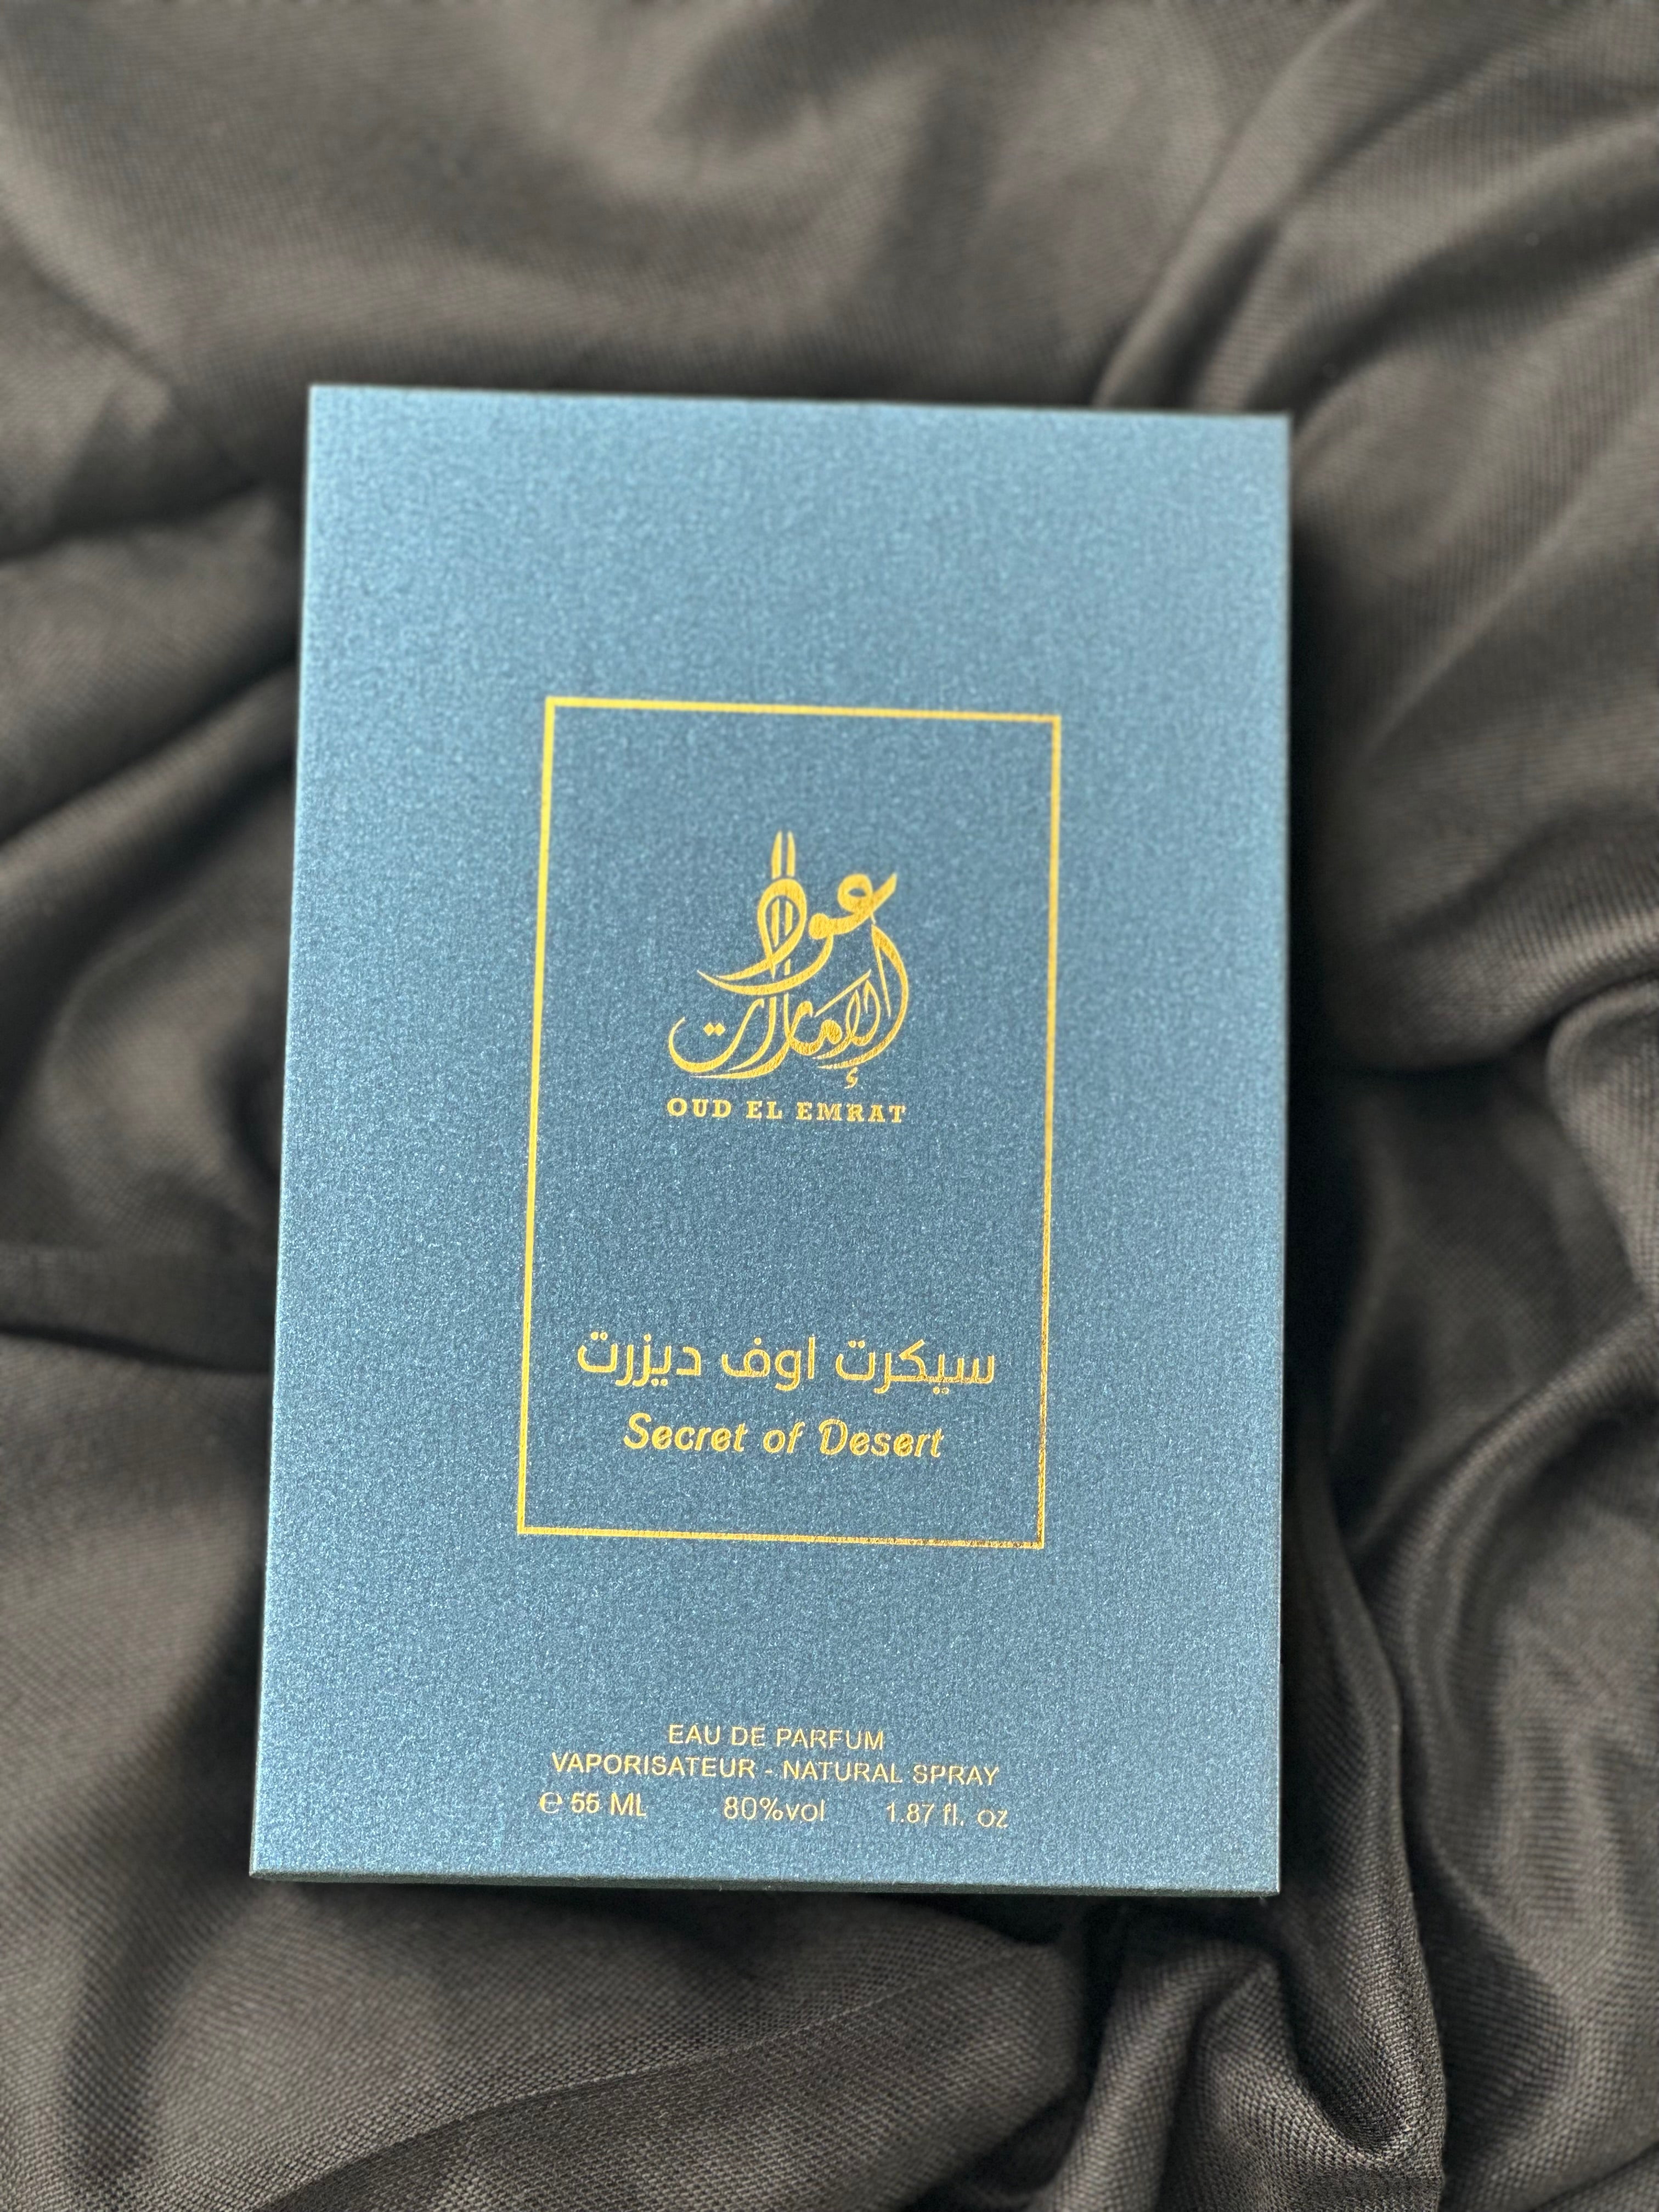 عود
الإمارات
OUD EL EMRAT
سيكرت اوف ديزرت
Secret of Desert
EAU DE PARFUM
VAPORISATEUR - NATURAL SPRAY
℮ 55 ML 80%vol 1.87 fl. oz